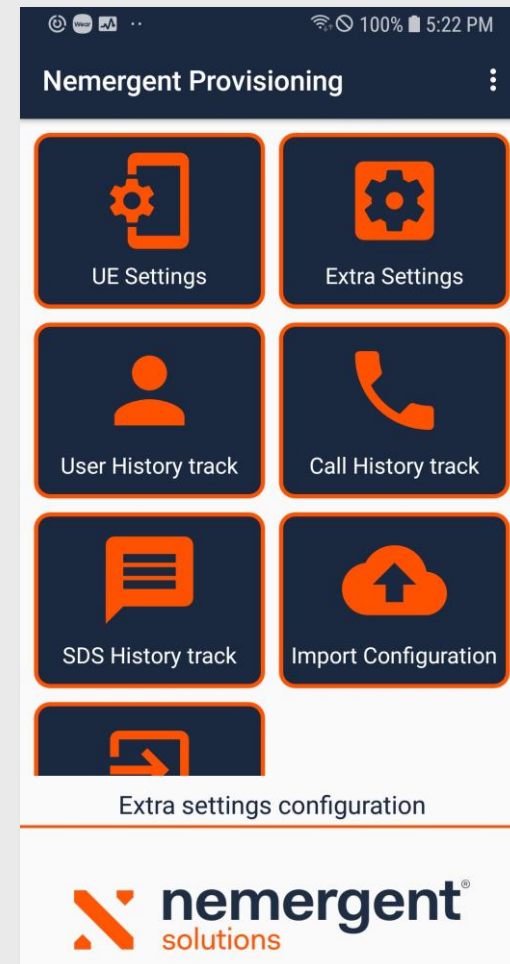 Wear 100% 5:22 PM
Nemergent Provisioning
UE Settings
Extra Settings
User History track
Call History track
SDS History track
Import Configuration
Extra settings configuration
nemergent®
solutions